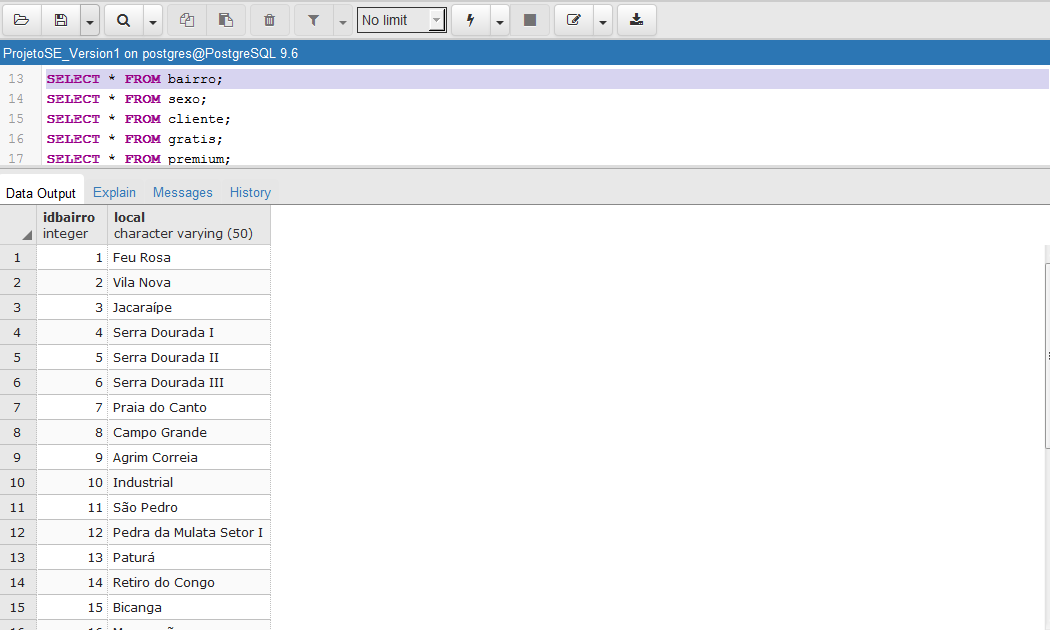 No limit
ProjetoSE_Version1 on postgres@PostgreSQL 9.6
13 SELECT * FROM bairro;
14 SELECT * FROM sexo;
15 SELECT * FROM cliente;
16 SELECT * FROM gratis;
17 SELECT * FROM premium;
Data Output Explain Messages History
idbairro local
integer character varying (50)
1 1 Feu Rosa
2 2 Vila Nova
3 3 Jacaraípe
4 4 Serra Dourada I
5 5 Serra Dourada II
6 6 Serra Dourada III
7 7 Praia do Canto
8 8 Campo Grande
9 9 Agrim Correia
10 10 Industrial
11 11 São Pedro
12 12 Pedra da Mulata Setor I
13 13 Paturá
14 14 Retiro do Congo
15 15 Bicanga